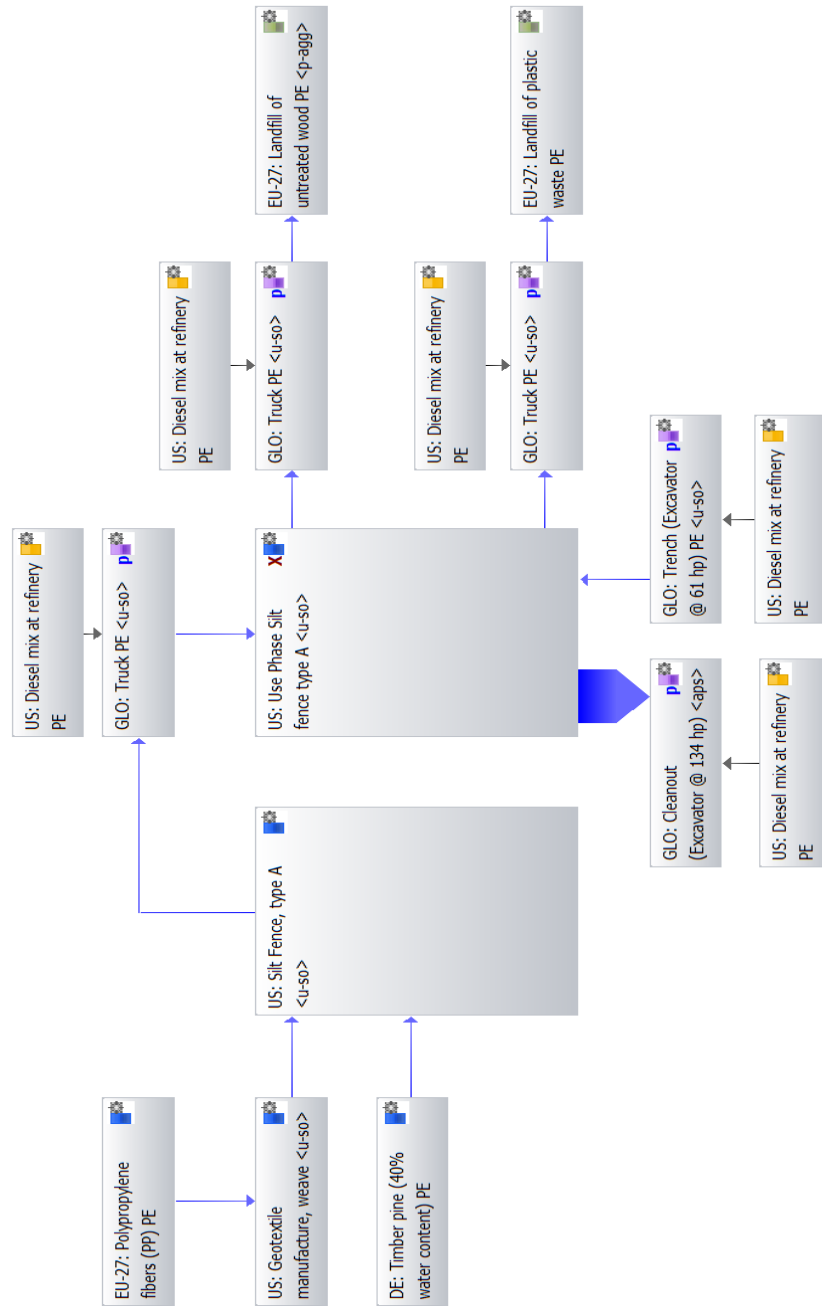 US: Diesel mix at refinery
PE
EU-27: Polypropylene
fibers (PP) PE
GLO: Truck PE <u-so> p
US: Diesel mix at refinery
PE
US: Geotextile
manufacture, weave <u-so>
US: Silt Fence, type A
<u-so>
US: Use Phase Silt X
fence type A <u-so>
GLO: Truck PE <u-so> p
EU-27: Landfill of
untreated wood PE <p-agg>
DE: Timber pine (40%
water content) PE
US: Diesel mix at refinery
PE
GLO: Truck PE <u-so> p
EU-27: Landfill of plastic
waste PE
GLO: Cleanout p
(Excavator @ 134 hp) <aps>
GLO: Trench (Excavator p
@ 61 hp) PE <u-so>
US: Diesel mix at refinery
PE
US: Diesel mix at refinery
PE